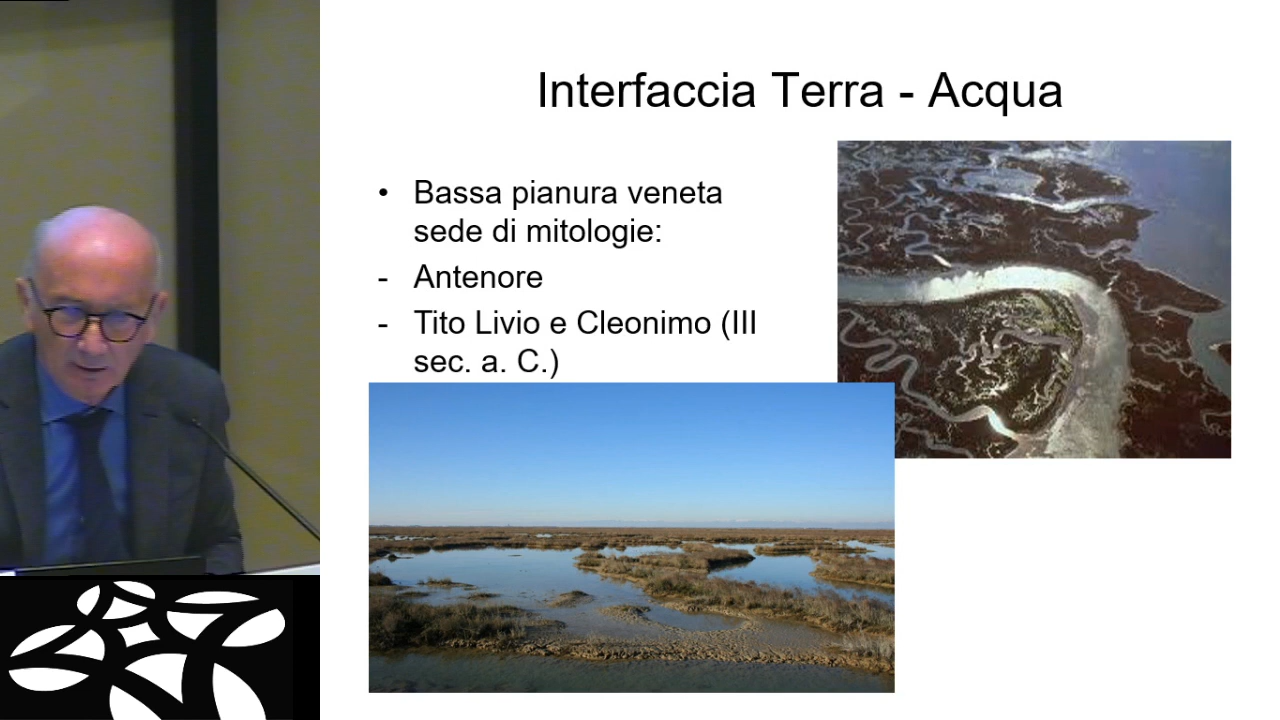 Interfaccia Terra - Acqua
• Bassa pianura veneta
sede di mitologie:
- Antenore
- Tito Livio e Cleonimo (III
sec. a. C.)